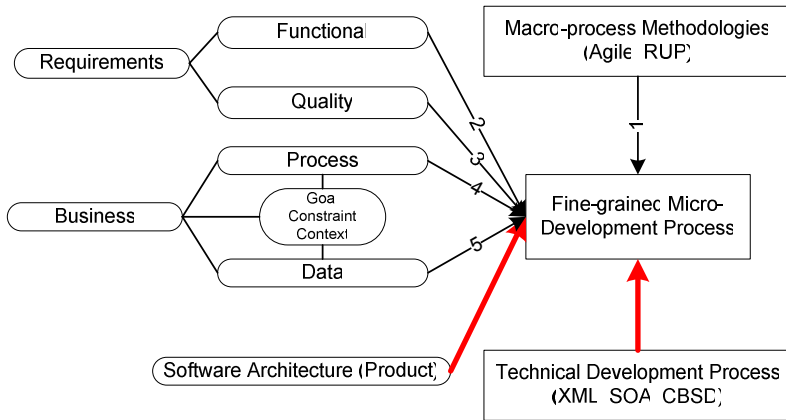 Functional
Requirements
Quality
Process
Business
Goa
Constraint
Context
Data
Software Architecture (Product)
Macro-process Methodologies
(Agile RUP)
Fine-grained Micro-
Development Process
Technical Development Process
(XML SOA CBSD)
1
2
3
4
5